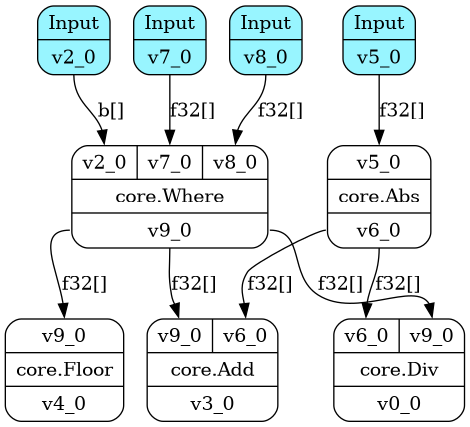 Input Input Input Input
v2_0 v7_0 v8_0 v5_0
b[] f32[] f32[] f32[]
v2_0 v7_0 v8_0 v5_0
core.Where core.Abs
v9_0 v6_0
f32[] f32[] f32[] f32[] f32[]
v9_0 v9_0 v6_0 v6_0 v9_0
core.Floor core.Add core.Div
v4_0 v3_0 v0_0